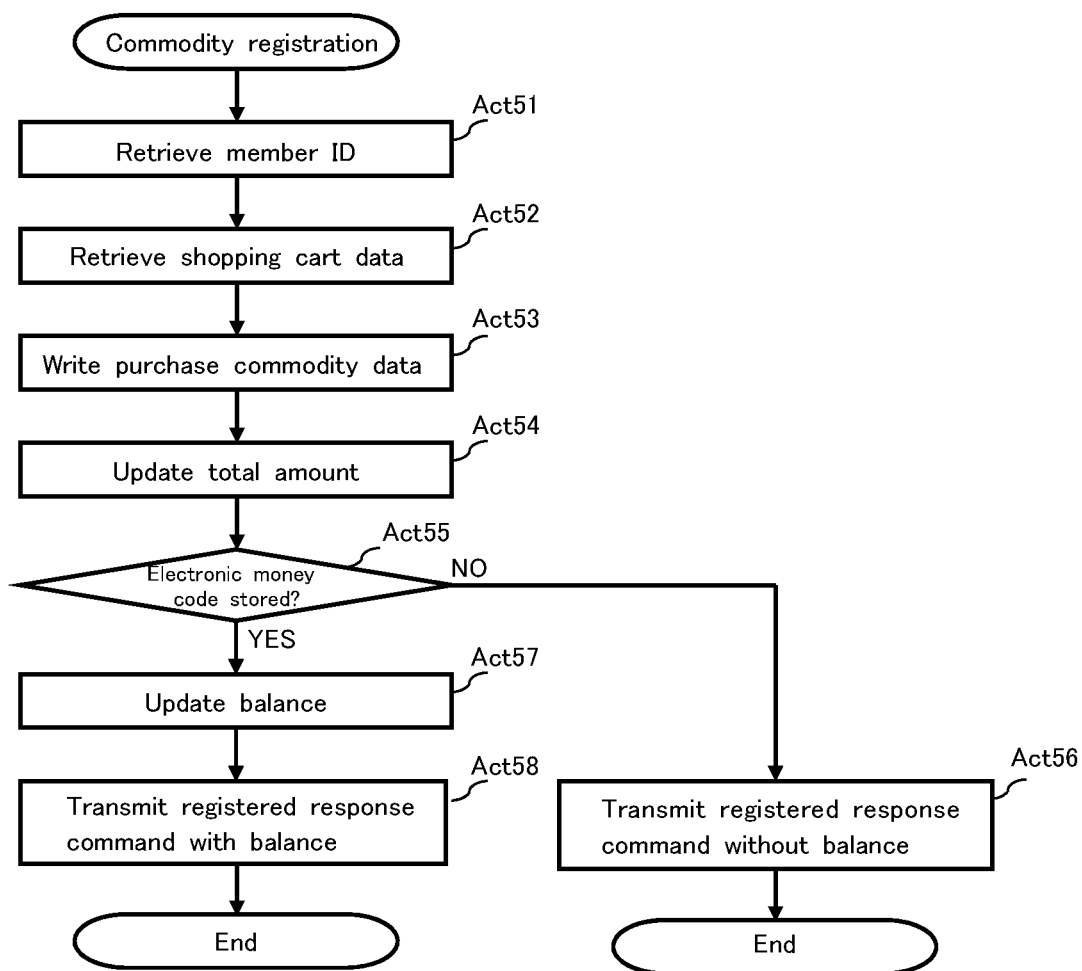 Commodity registration
Act51
Retrieve member ID
Act52
Retrieve shopping cart data
Act53
Write purchase commodity data
Act54
Update total amount
Act55
Electronic money
code stored?
NO
YES
Act57
Update balance
Act58
Transmit registered response
command with balance
Act56
Transmit registered response
command without balance
End
End